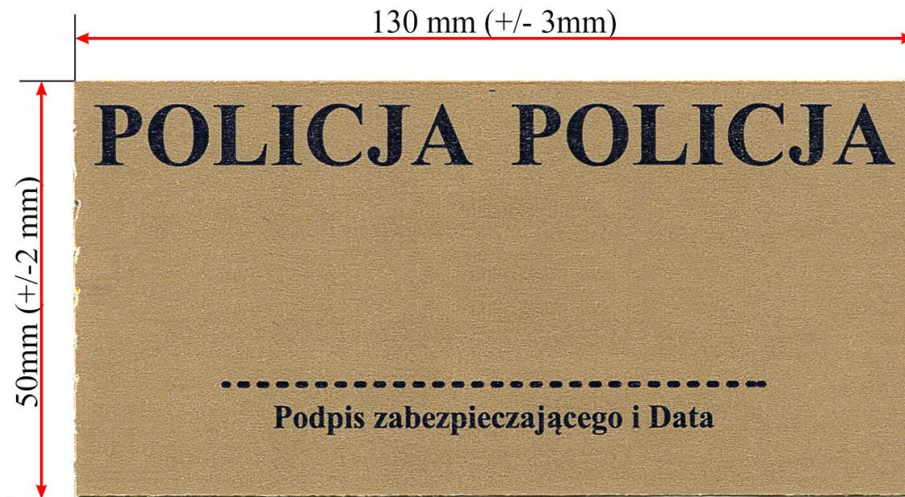 130 mm (+/- 3mm)
POLICJA POLICJA
50mm (+/-2 mm)
Podpis zabezpieczającego i Data